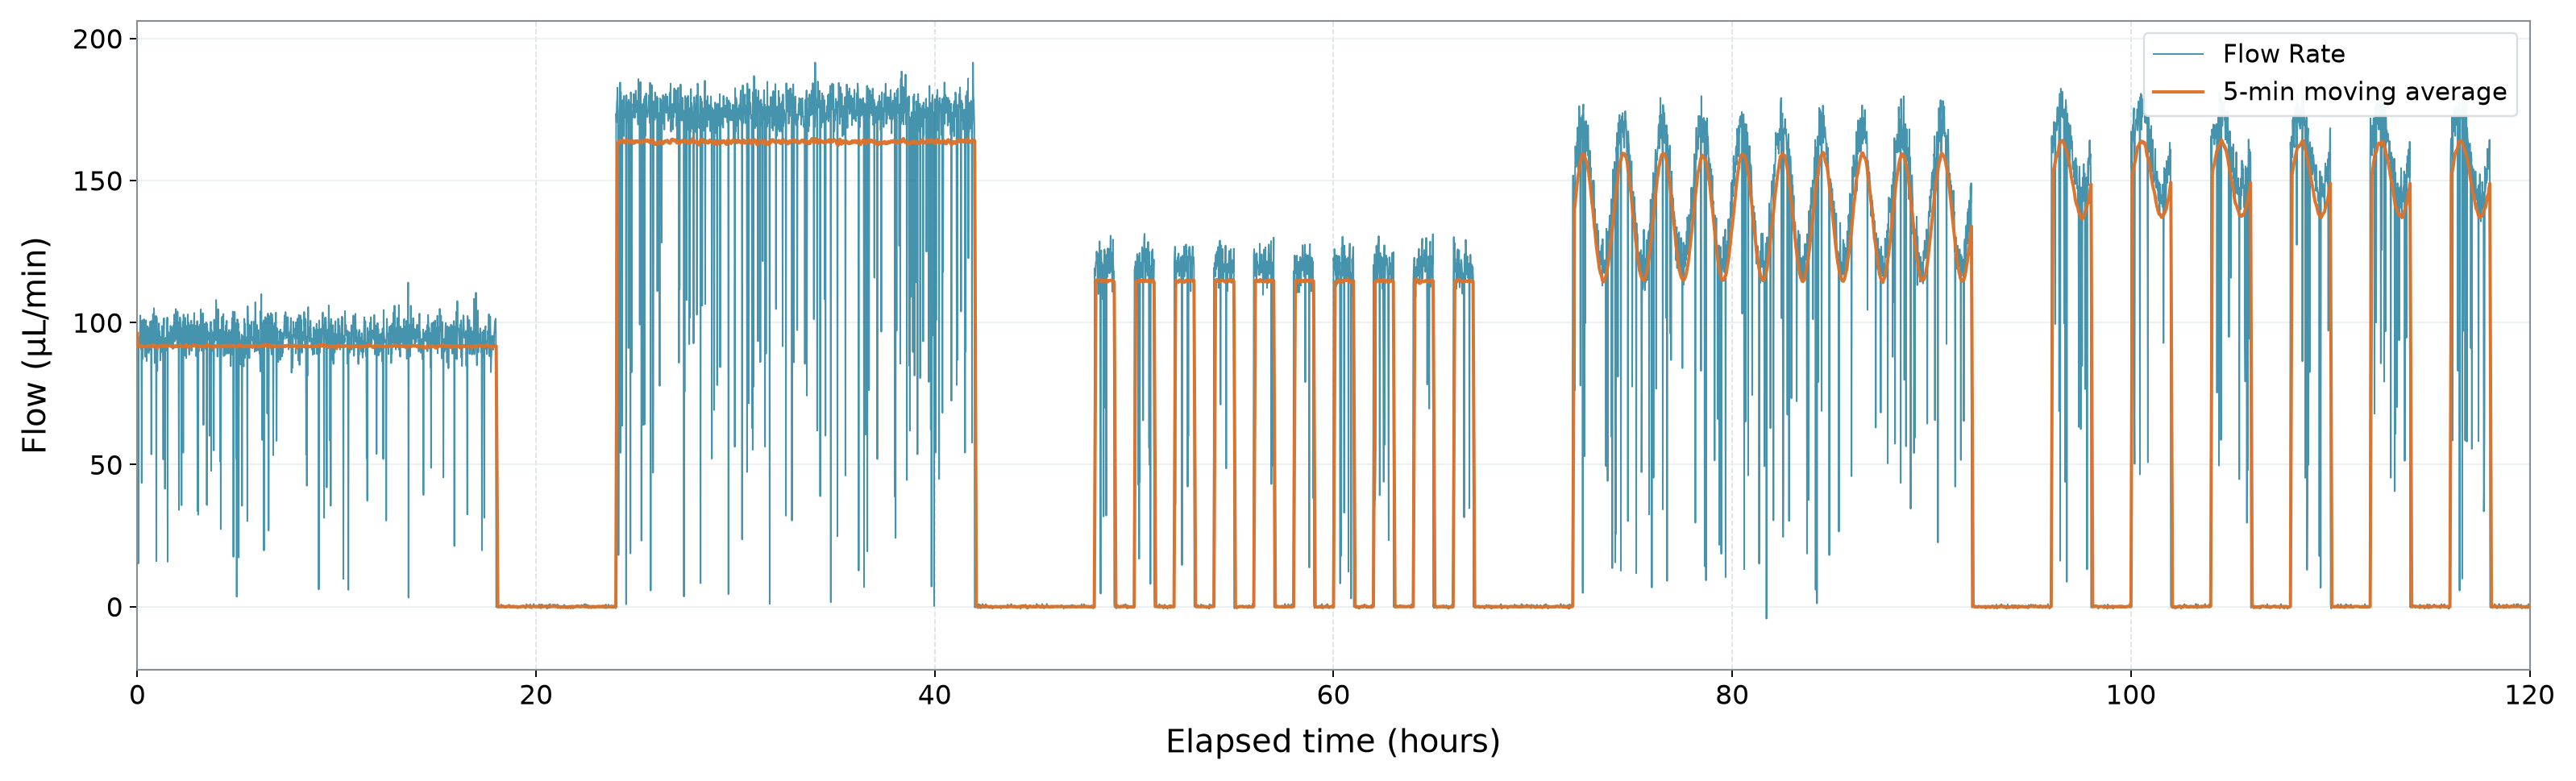 200
150
100
50
0
Flow (µL/min)
Flow Rate
5-min moving average
0 20 40 60 80 100 120
Elapsed time (hours)